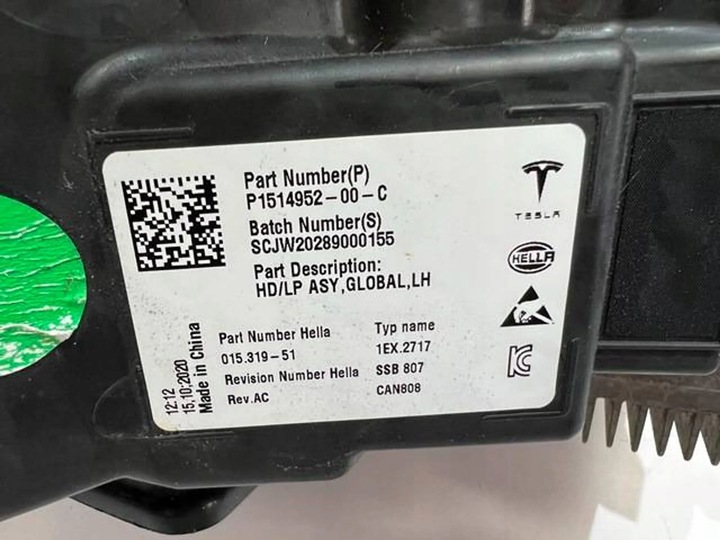 Part Number(P)
P1514952-00-C
Batch Number(S)
SCJW20289000155
Part Description:
HD/LP ASY,GLOBAL,LH
TESLA
HELLA
Part Number Hella
015.319-51
Revision Number Hella
Rev.AC
Typ name
1EX.2717
SSB 807
CAN808
12:12
15,10;2020
Made in China